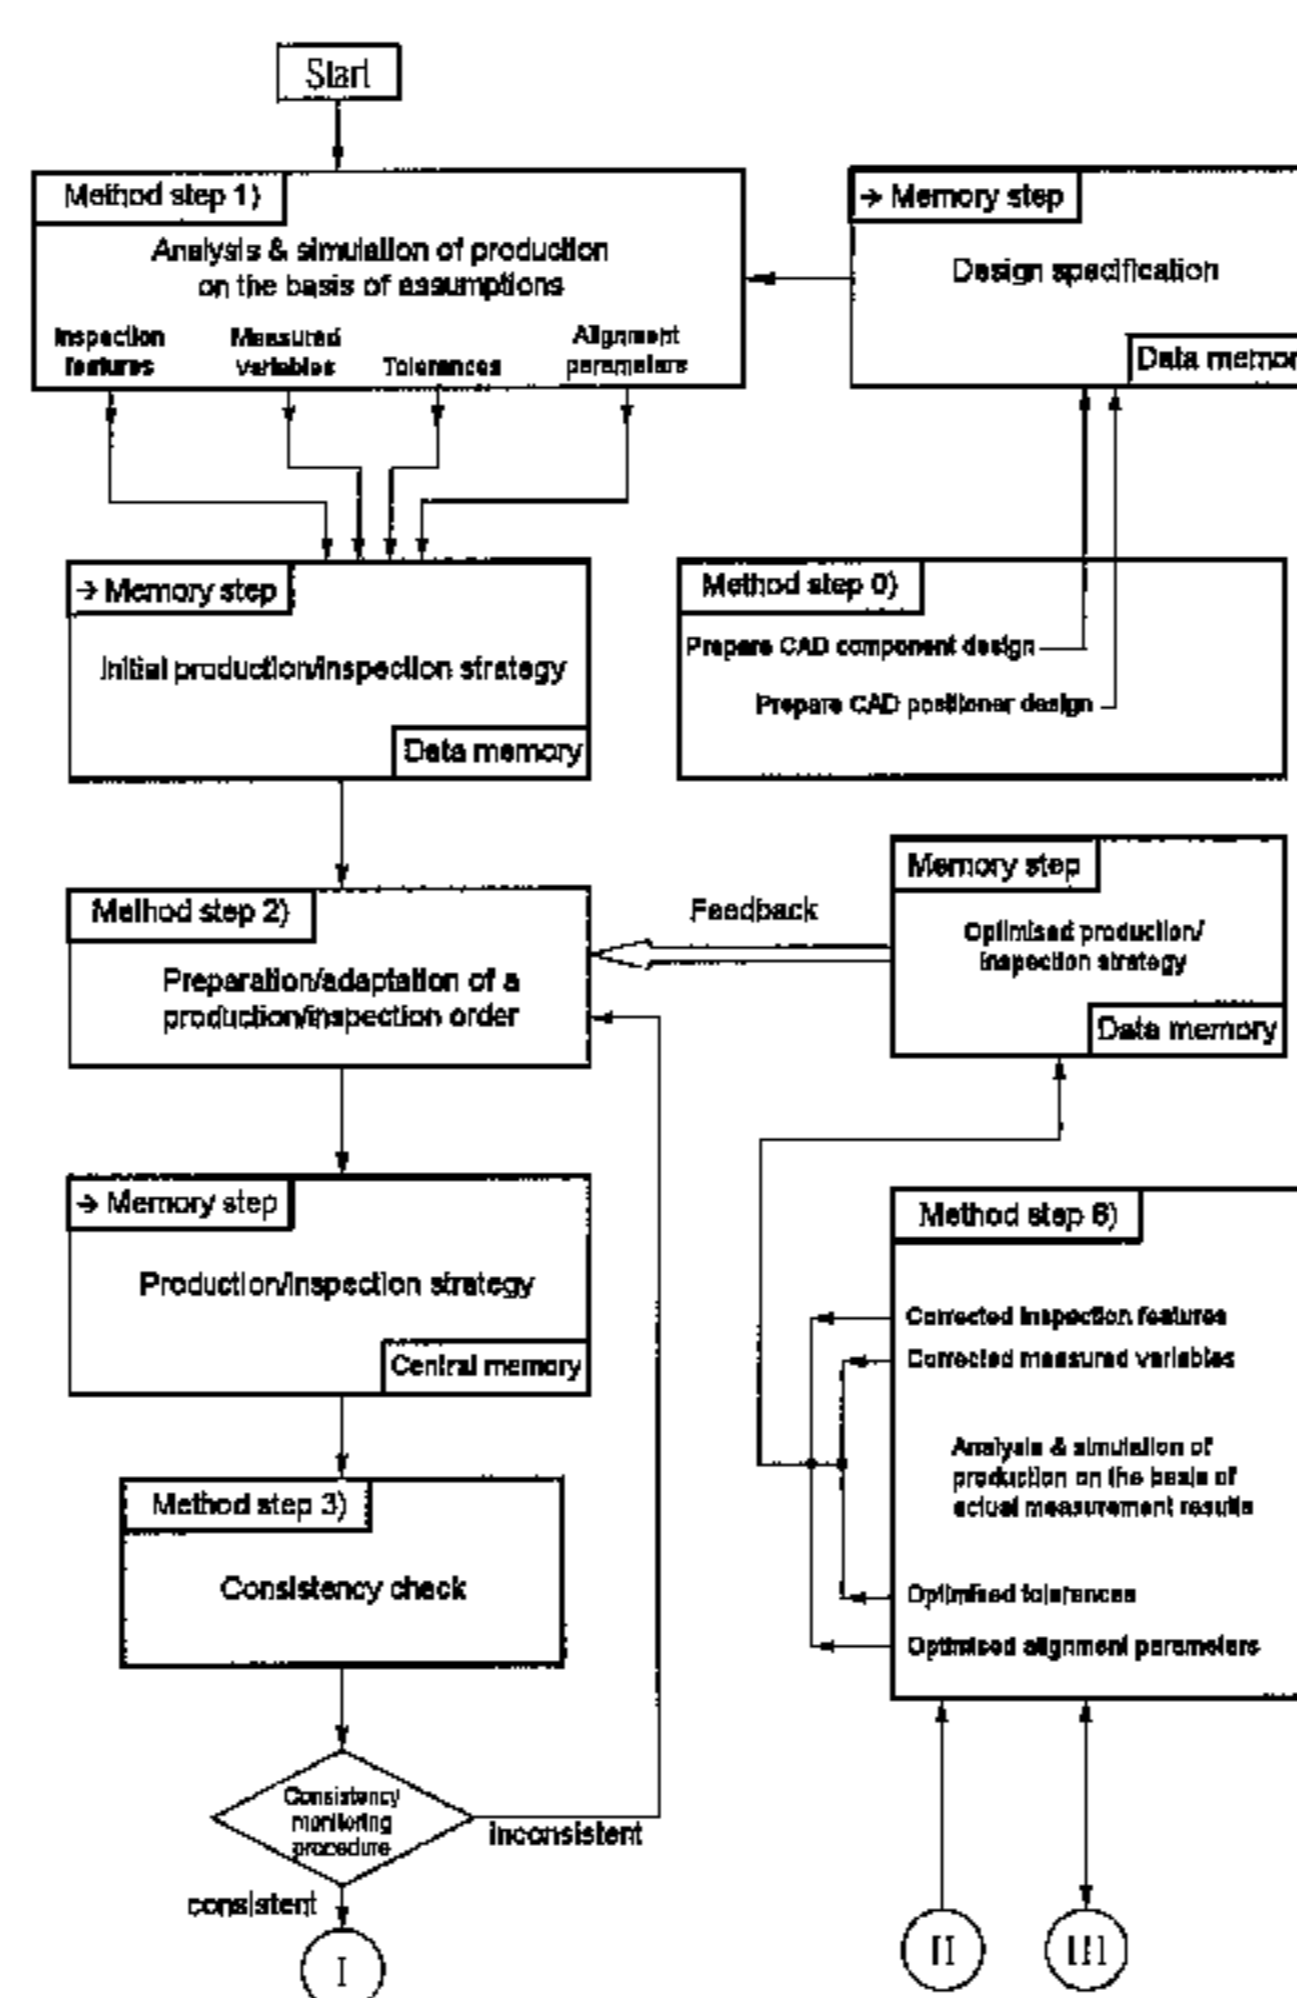 Start
Method step 1)
Analysis & simulation of production
on the basis of assumptions
Inspection
features
Measured
variables
Tolerances
Alignment
parameters
→ Memory step
Design specification
Data memor
→ Memory step
Initial production/inspection strategy
Data memory
Method step 0)
Prepare CAD component design
Prepare CAD positioner design
Method step 2)
Preparation/adaptation of a
production/inspection order
Feedback
Memory step
Optimised production/
inspection strategy
Data memory
→ Memory step
Production/inspection strategy
Central memory
Method step 6)
Corrected inspection features
Corrected measured variables
Analysis & simulation of
production on the basis of
actual measurement results
Optimised tolerances
Optimised alignment parameters
Method step 3)
Consistency check
Consistency
monitoring
procedure
inconsistent
consistent
I
II
III